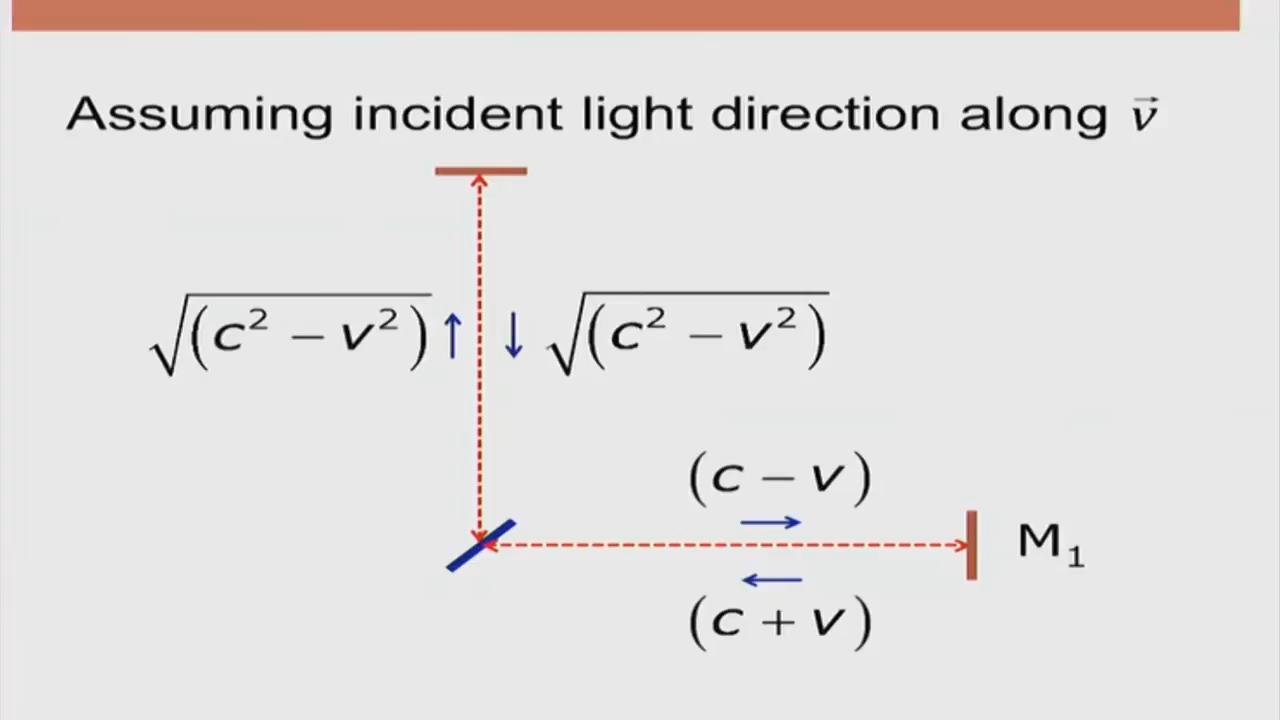 Assuming incident light direction along v⃗
√(c² − v²) ↑ ↓ √(c² − v²)
(c − v)
→
M₁
←
(c + v)